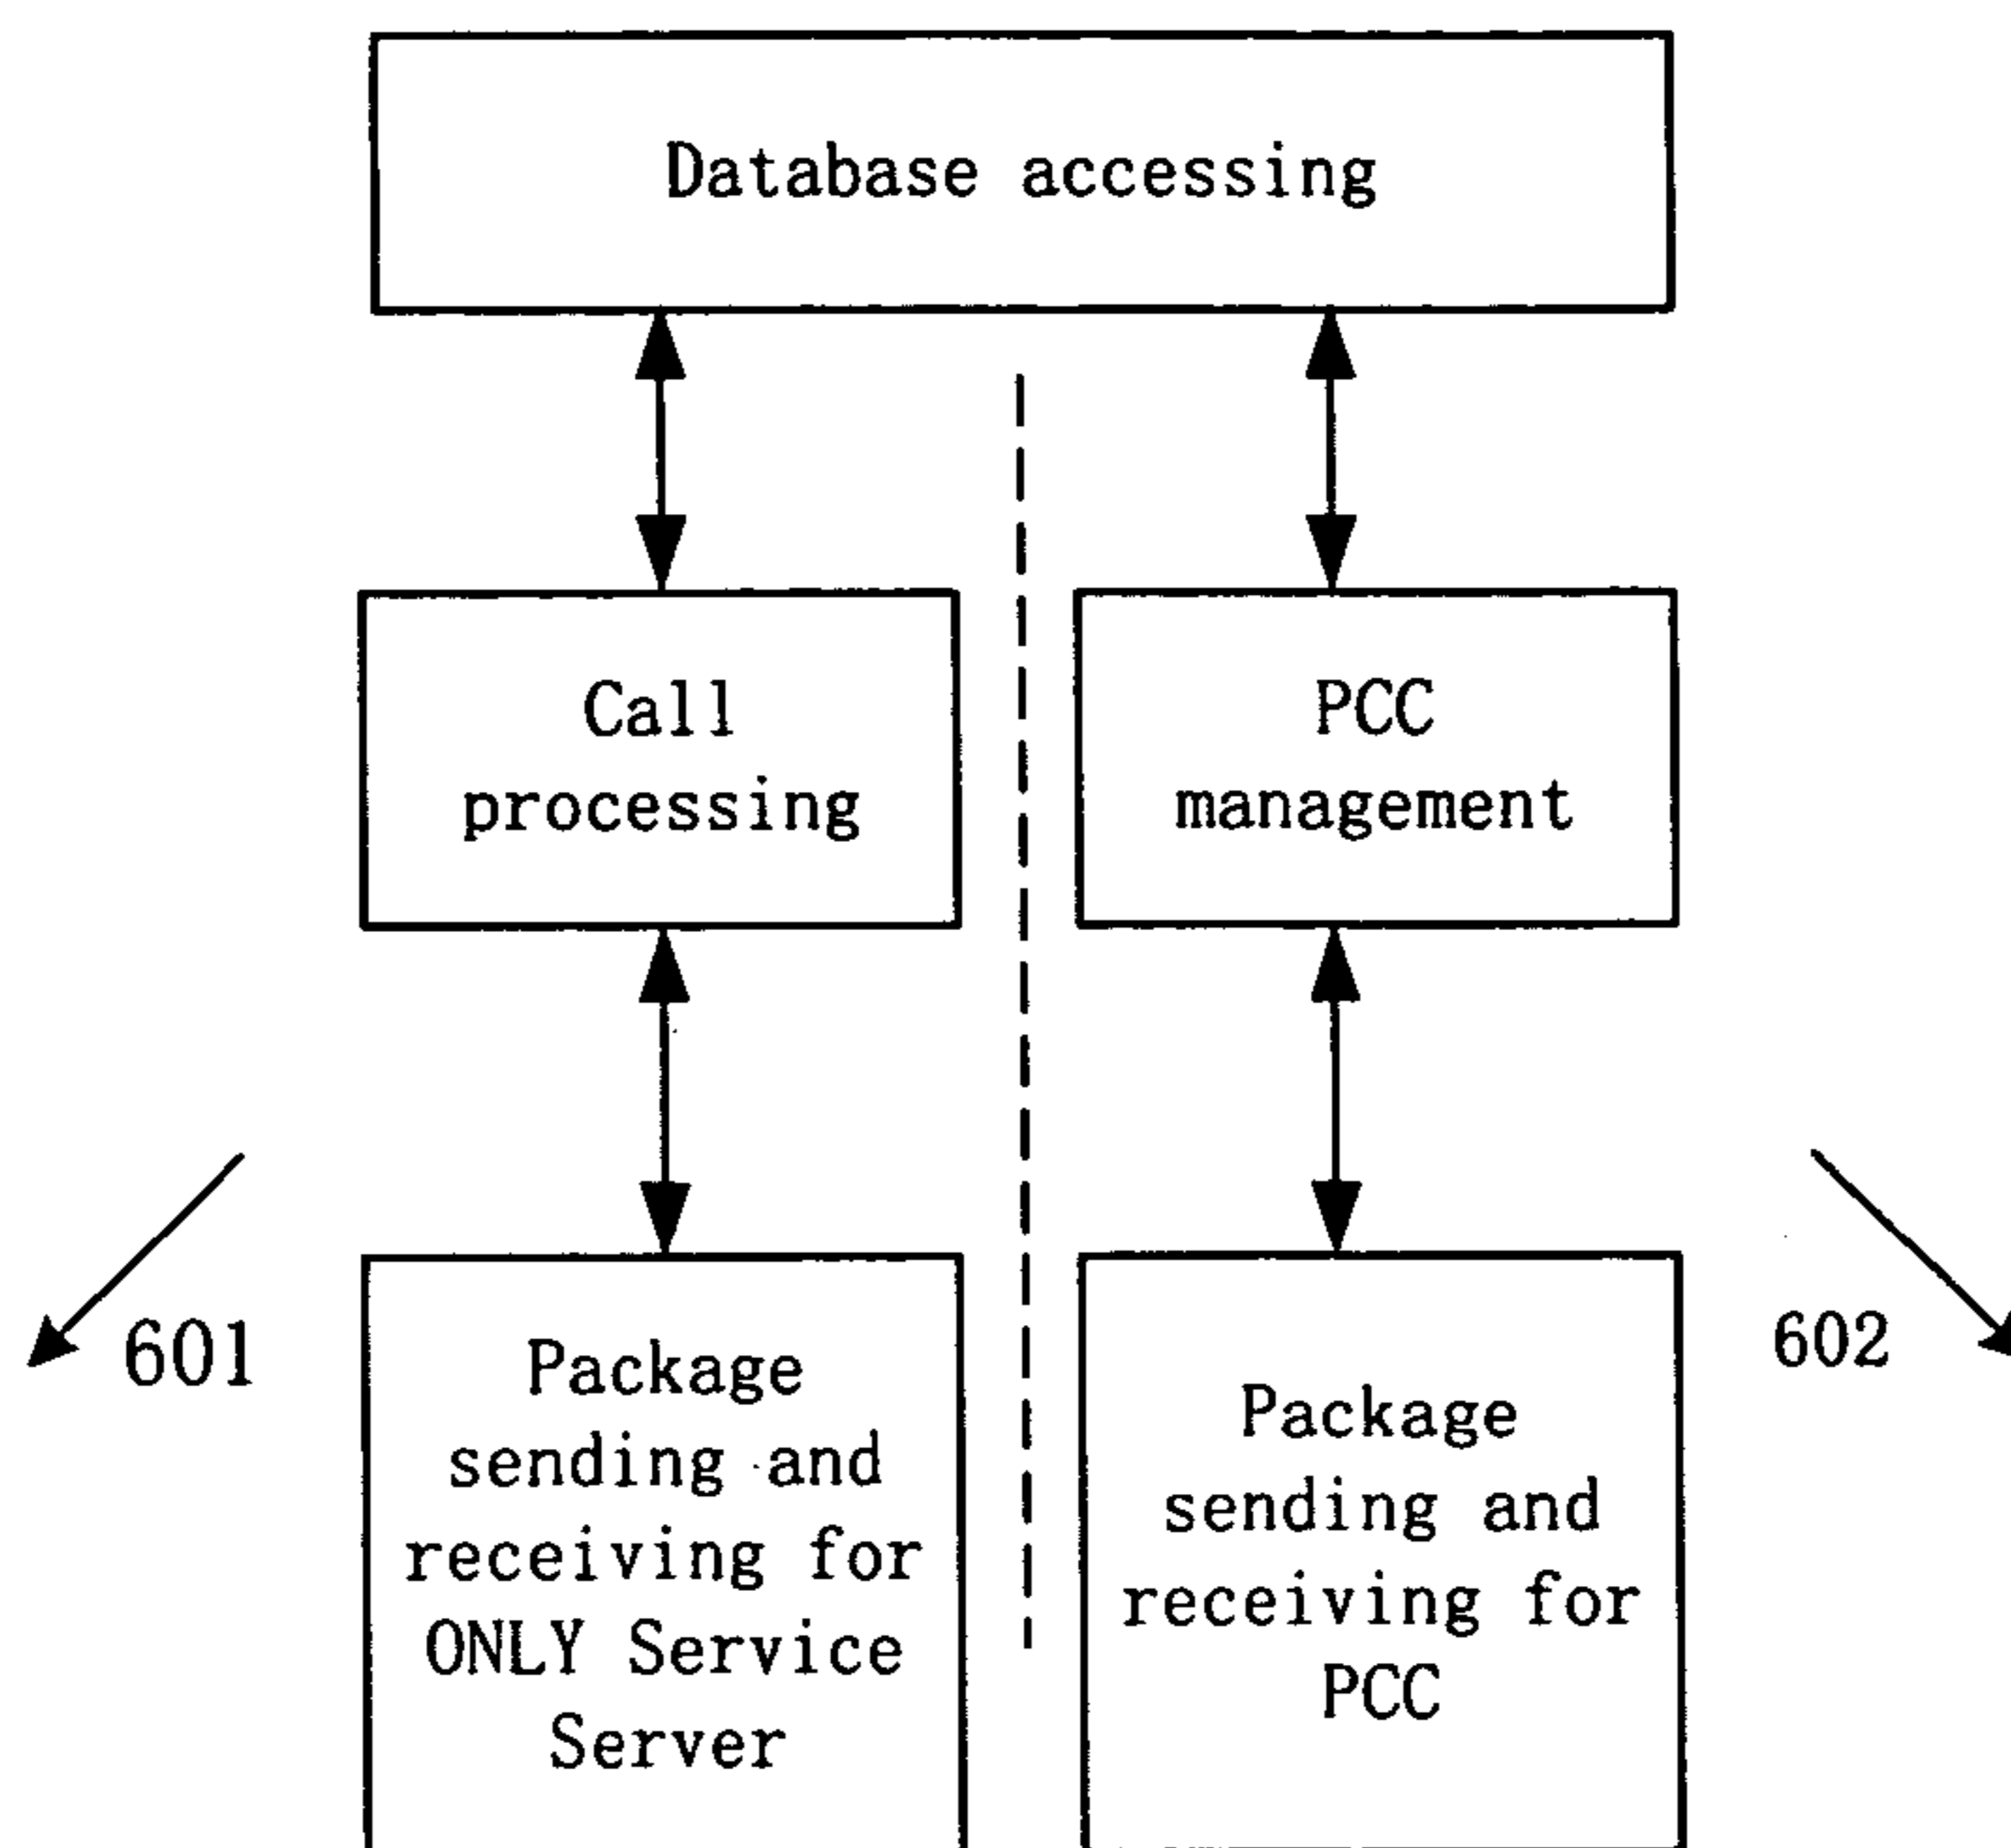 Database accessing
Call
processing
PCC
management
601
Package
sending and
receiving for
ONLY Service
Server
Package
sending and
receiving for
PCC
602